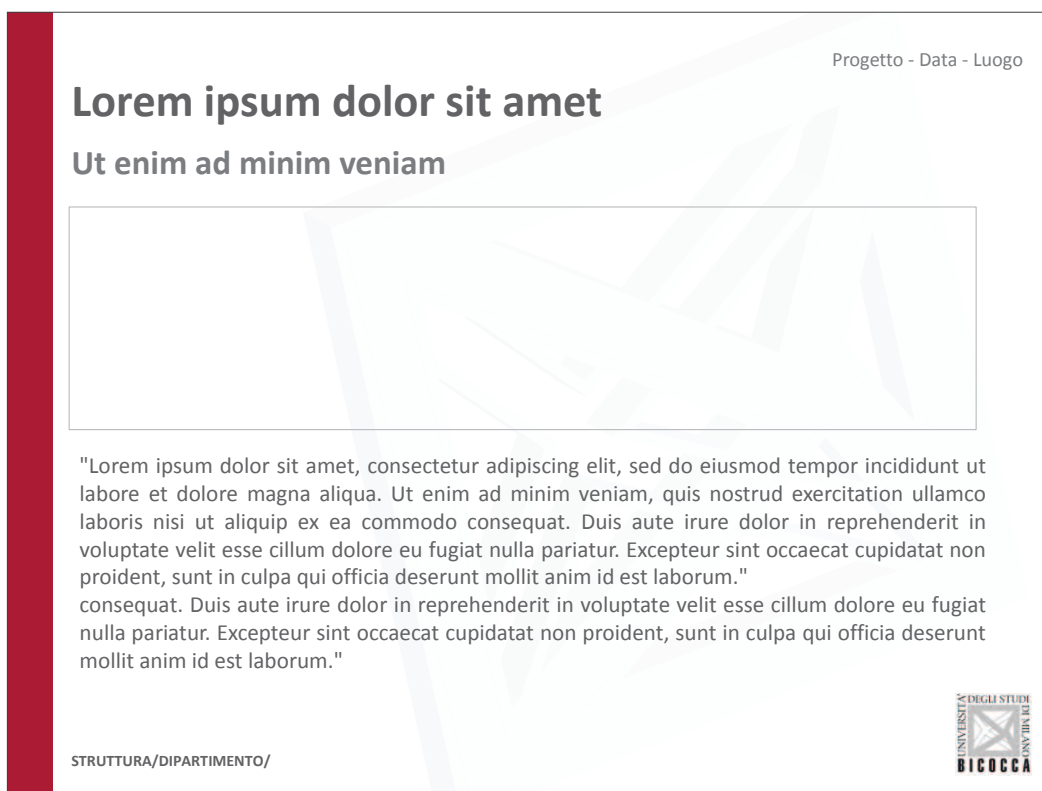 Progetto - Data - Luogo
Lorem ipsum dolor sit amet
Ut enim ad minim veniam
"Lorem ipsum dolor sit amet, consectetur adipiscing elit, sed do eiusmod tempor incididunt ut
labore et dolore magna aliqua. Ut enim ad minim veniam, quis nostrud exercitation ullamco
laboris nisi ut aliquip ex ea commodo consequat. Duis aute irure dolor in reprehenderit in
voluptate velit esse cillum dolore eu fugiat nulla pariatur. Excepteur sint occaecat cupidatat non
proident, sunt in culpa qui officia deserunt mollit anim id est laborum."
consequat. Duis aute irure dolor in reprehenderit in voluptate velit esse cillum dolore eu fugiat
nulla pariatur. Excepteur sint occaecat cupidatat non proident, sunt in culpa qui officia deserunt
mollit anim id est laborum."
STRUTTURA/DIPARTIMENTO/
UNIVERSITA'
DEGLI STUDI
DI MILANO
BICOCCA